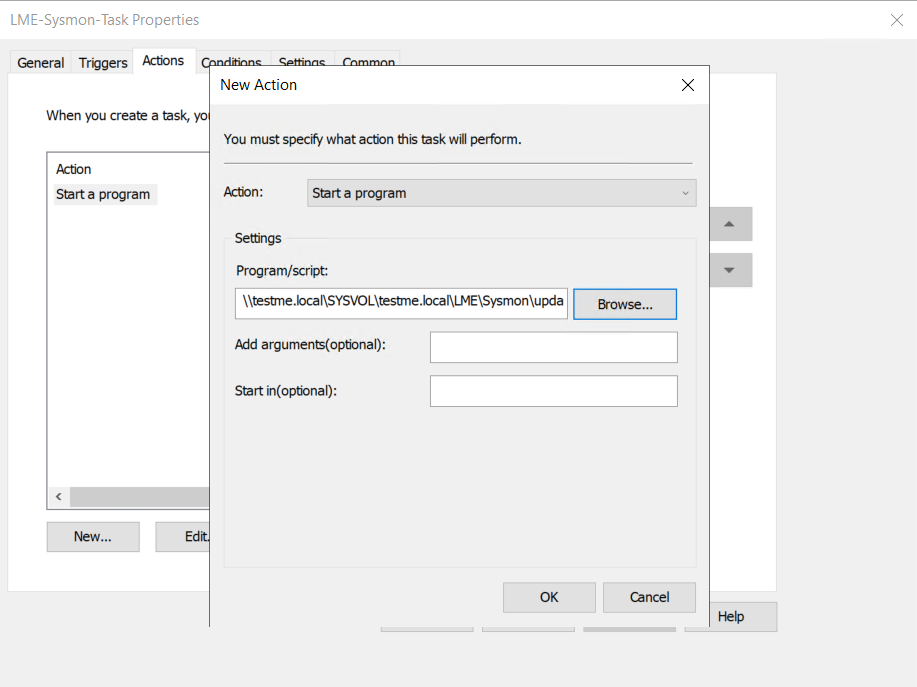 LME-Sysmon-Task Properties
General Triggers Actions Conditions Settings Common
New Action
When you create a task, you
You must specify what action this task will perform.
Action
Start a program
Action: Start a program
Settings
Program/script:
\\testme.local\SYSVOL\testme.local\LME\Sysmon\upda Browse...
Add arguments(optional):
Start in(optional):
New... Edit.
OK Cancel
Help